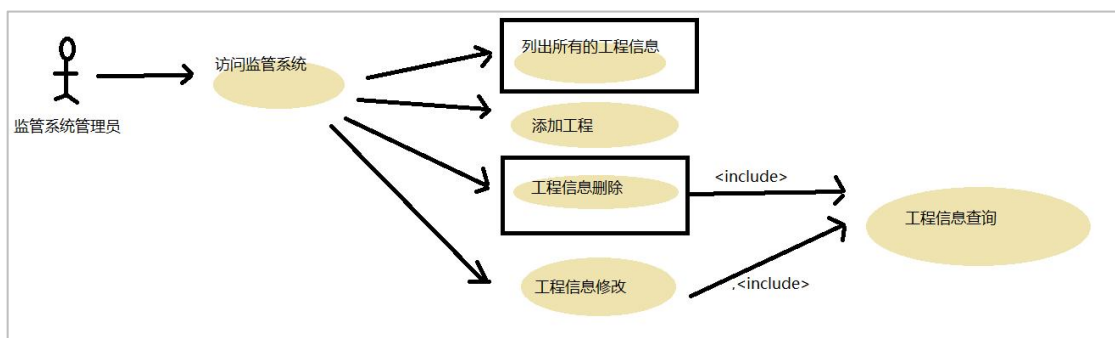 列出所有的工程信息
访问监管系统
监管系统管理员
添加工程
工程信息删除
<include>
工程信息查询
工程信息修改
.<include>